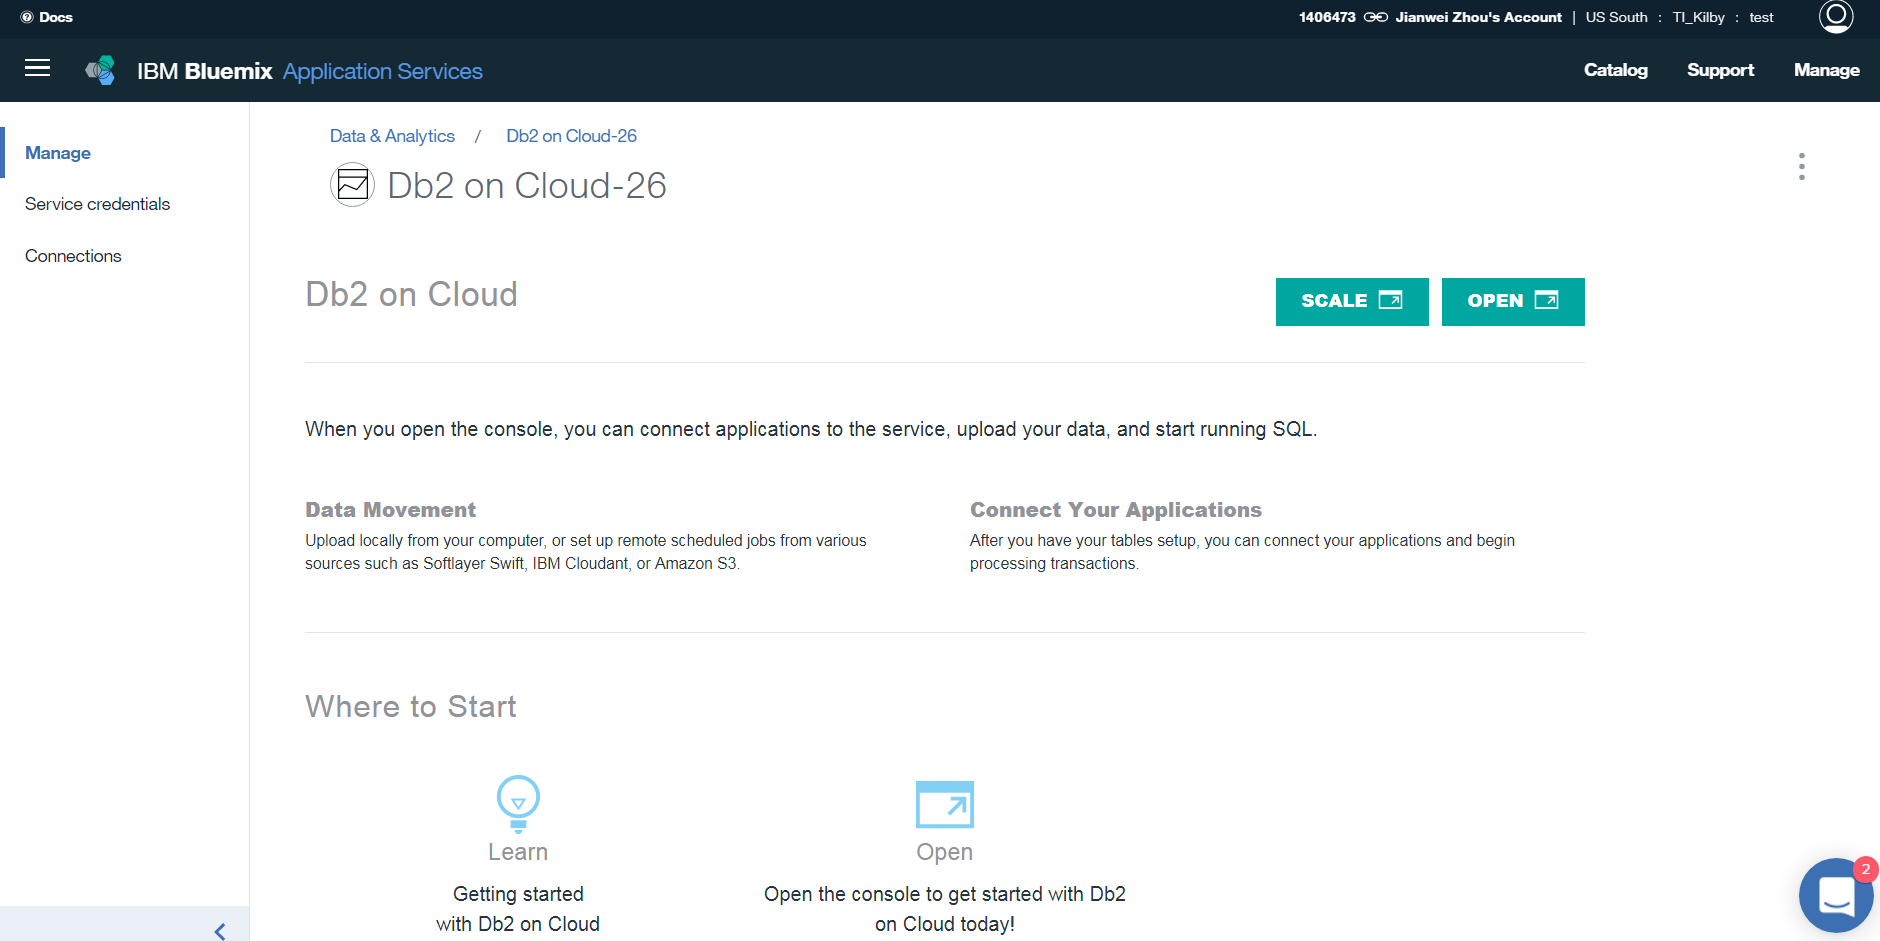 Docs
1406473 Jianwei Zhou's Account | US South : TI_Kilby : test
IBM Bluemix Application Services
Catalog Support Manage
Manage
Service credentials
Connections
Data & Analytics / Db2 on Cloud-26
Db2 on Cloud-26
Db2 on Cloud
SCALE
OPEN
When you open the console, you can connect applications to the service, upload your data, and start running SQL.
Data Movement
Upload locally from your computer, or set up remote scheduled jobs from various
sources such as Softlayer Swift, IBM Cloudant, or Amazon S3.
Connect Your Applications
After you have your tables setup, you can connect your applications and begin
processing transactions.
Where to Start
Learn
Getting started
with Db2 on Cloud
Open
Open the console to get started with Db2
on Cloud today!
2